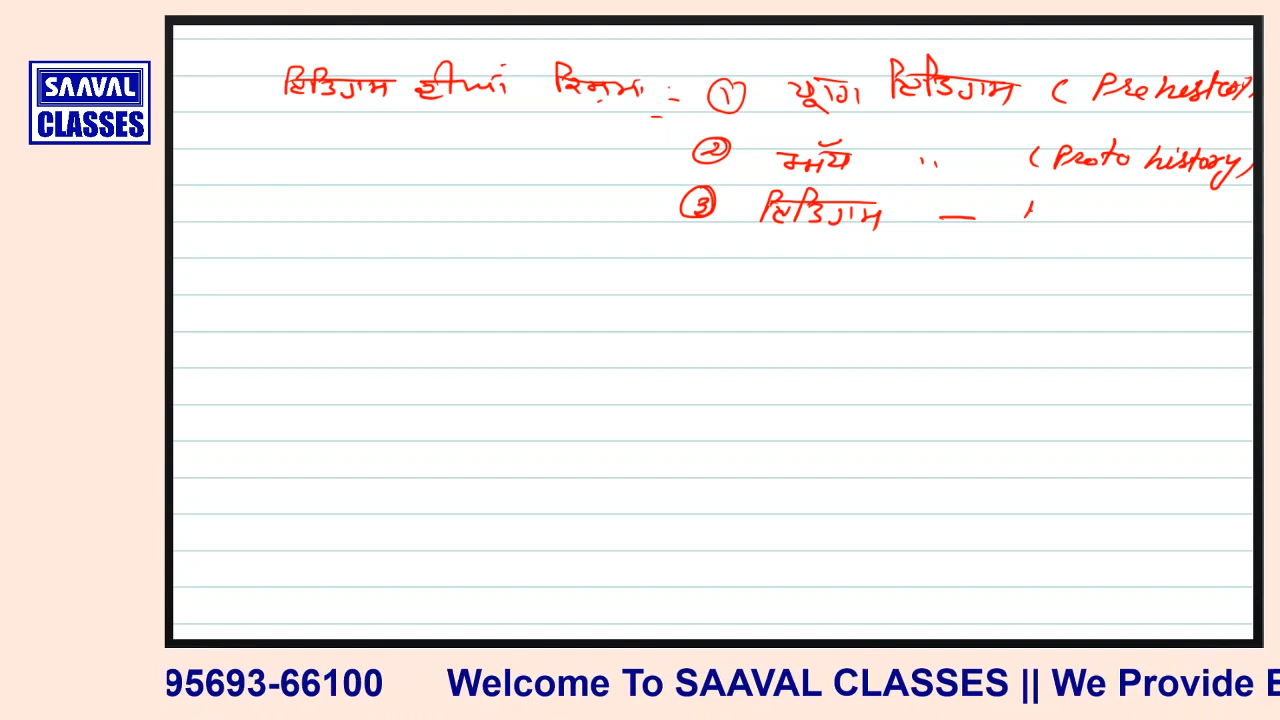 SAAVAL
CLASSES
ਇਤਿਹਾਸ ਦੀਆਂ ਕਿਸਮਾਂ :- ① ਪ੍ਰਾਗ ਇਤਿਹਾਸ ( Prehistory)
② ਮੱਧ " (Proto history)
③ ਇਤਿਹਾਸ —
95693-66100 Welcome To SAAVAL CLASSES || We Provide E